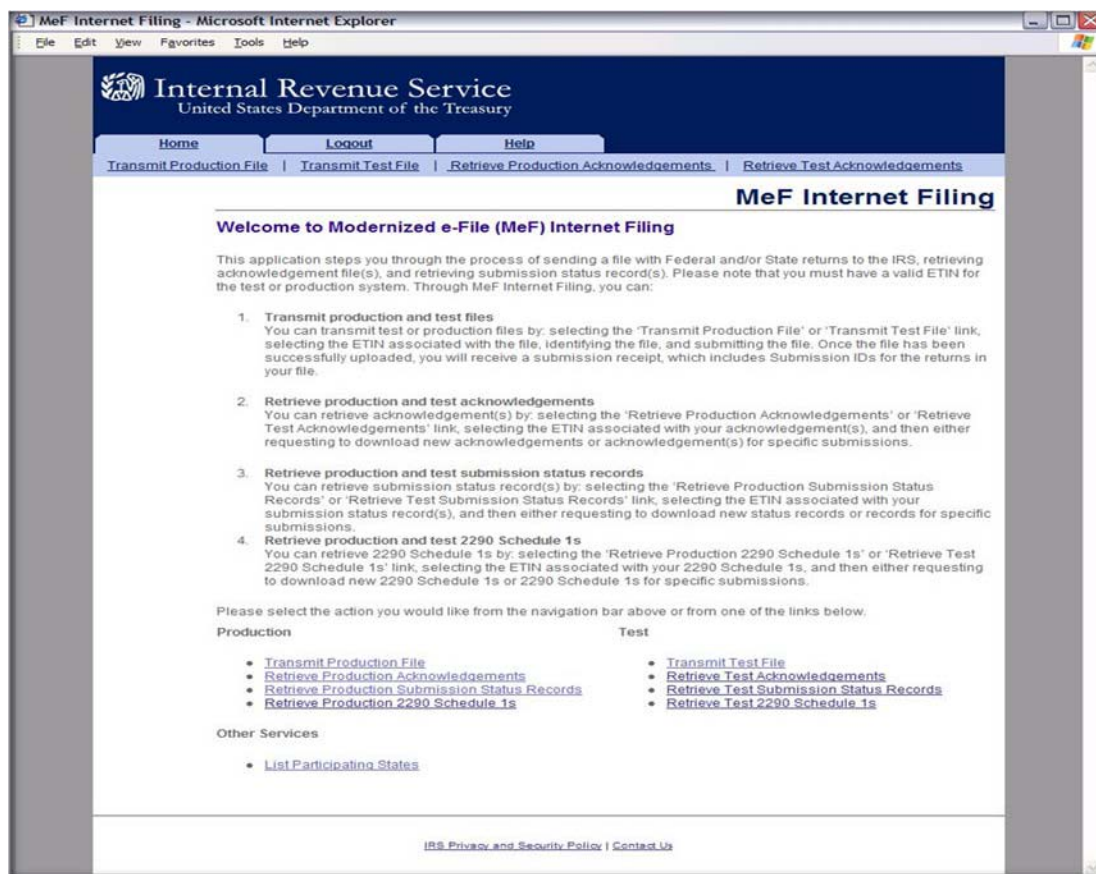 MeF Internet Filing - Microsoft Internet Explorer
File Edit View Favorites Tools Help
Internal Revenue Service
United States Department of the Treasury
Home Logout Help
Transmit Production File | Transmit Test File | Retrieve Production Acknowledgements | Retrieve Test Acknowledgements
MeF Internet Filing
Welcome to Modernized e-File (MeF) Internet Filing
This application steps you through the process of sending a file with Federal and/or State returns to the IRS, retrieving
acknowledgement file(s), and retrieving submission status record(s). Please note that you must have a valid ETIN for
the test or production system. Through MeF Internet Filing, you can:
1. Transmit production and test files
You can transmit test or production files by: selecting the 'Transmit Production File' or 'Transmit Test File' link,
selecting the ETIN associated with the file, identifying the file, and submitting the file. Once the file has been
successfully uploaded, you will receive a submission receipt, which includes Submission IDs for the returns in
your file.
2. Retrieve production and test acknowledgements
You can retrieve acknowledgement(s) by: selecting the 'Retrieve Production Acknowledgements' or 'Retrieve
Test Acknowledgements' link, selecting the ETIN associated with your acknowledgement(s), and then either
requesting to download new acknowledgements or acknowledgement(s) for specific submissions.
3. Retrieve production and test submission status records
You can retrieve submission status record(s) by: selecting the 'Retrieve Production Submission Status
Records' or 'Retrieve Test Submission Status Records' link, selecting the ETIN associated with your
submission status record(s), and then either requesting to download new status records or records for specific
submissions.
4. Retrieve production and test 2290 Schedule 1s
You can retrieve 2290 Schedule 1s by: selecting the 'Retrieve Production 2290 Schedule 1s' or 'Retrieve Test
2290 Schedule 1s' link, selecting the ETIN associated with your 2290 Schedule 1s, and then either requesting
to download new 2290 Schedule 1s or 2290 Schedule 1s for specific submissions.
Please select the action you would like from the navigation bar above or from one of the links below.
Production Test
• Transmit Production File • Transmit Test File
• Retrieve Production Acknowledgements • Retrieve Test Acknowledgements
• Retrieve Production Submission Status Records • Retrieve Test Submission Status Records
• Retrieve Production 2290 Schedule 1s • Retrieve Test 2290 Schedule 1s
Other Services
• List Participating States
IRS Privacy and Security Policy | Contact Us